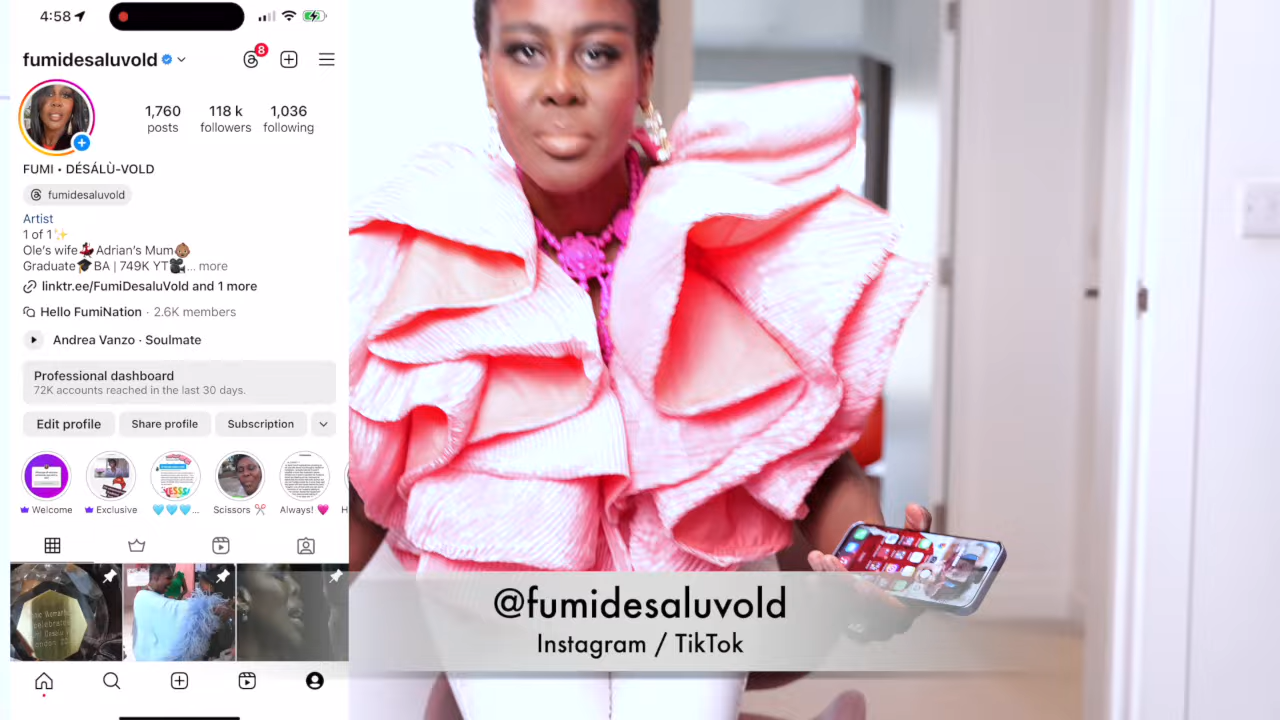 4:58
fumidesaluvold
8
1,760
posts
118 k
followers
1,036
following
FUMI • DÉSÁLÙ-VOLD
fumidesaluvold
Artist
1 of 1✨
Ole's wife💃Adrian's Mum👶🏽
Graduate🎓BA | 749K YT🎥... more
linktr.ee/FumiDesaluVold and 1 more
Hello FumiNation · 2.6K members
Andrea Vanzo · Soulmate
Professional dashboard
72K accounts reached in the last 30 days.
Edit profile
Share profile
Subscription
Welcome
Exclusive
🩵🩵🩵...
Scissors ✂️
Always! 💗
H
@fumidesaluvold
Instagram / TikTok